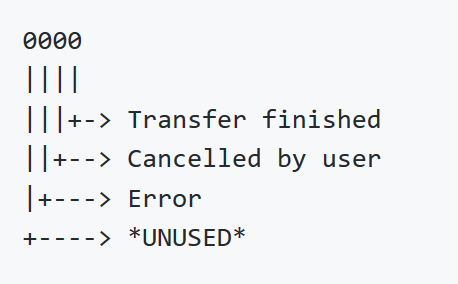 0000
||||
|||+-> Transfer finished
||+--> Cancelled by user
|+---> Error
+----> *UNUSED*